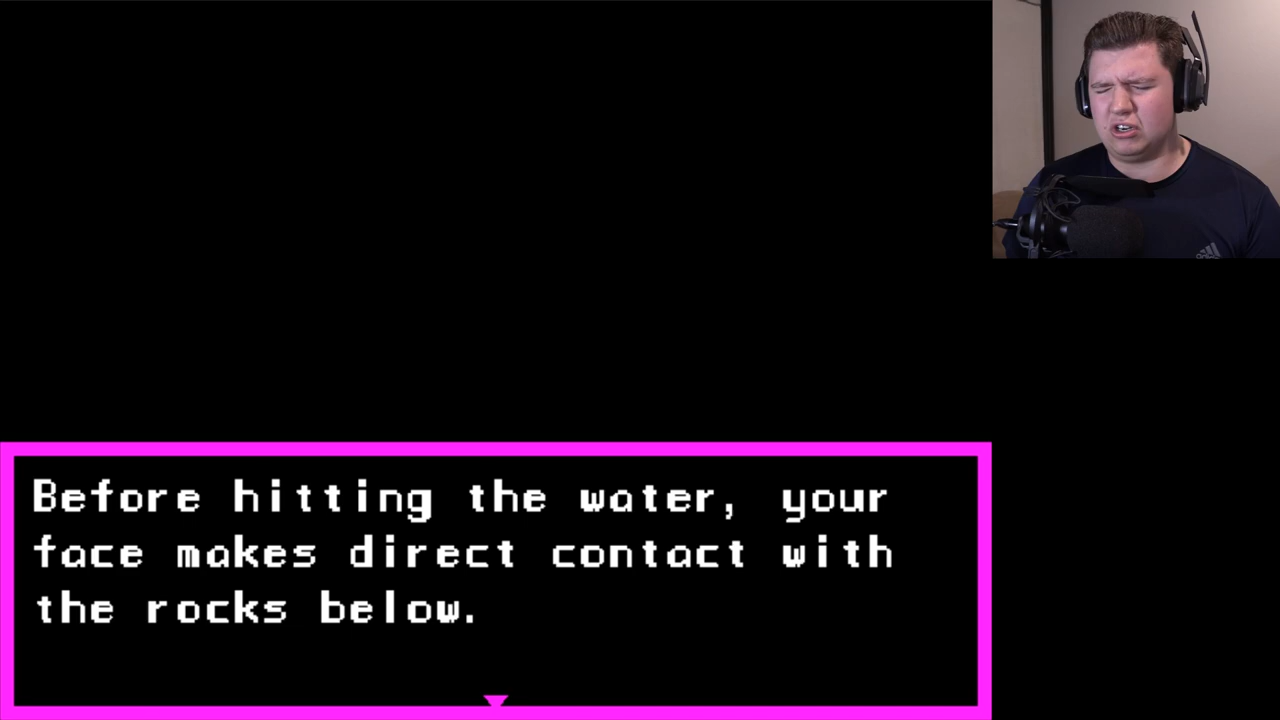 Before hitting the water, your
face makes direct contact with
the rocks below.